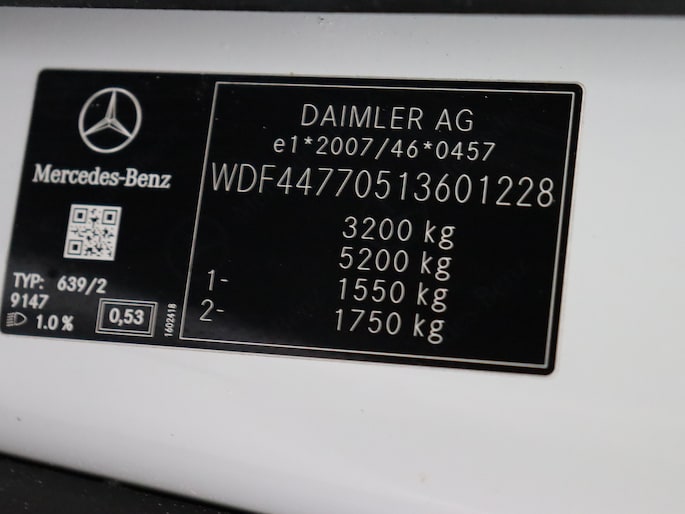 Mercedes-Benz
TYP: 639/2
9147
1.0 %
0,53
1602418
DAIMLER AG
e1*2007/46*0457
WDF44770513601228
3200 kg
5200 kg
1- 1550 kg
2- 1750 kg